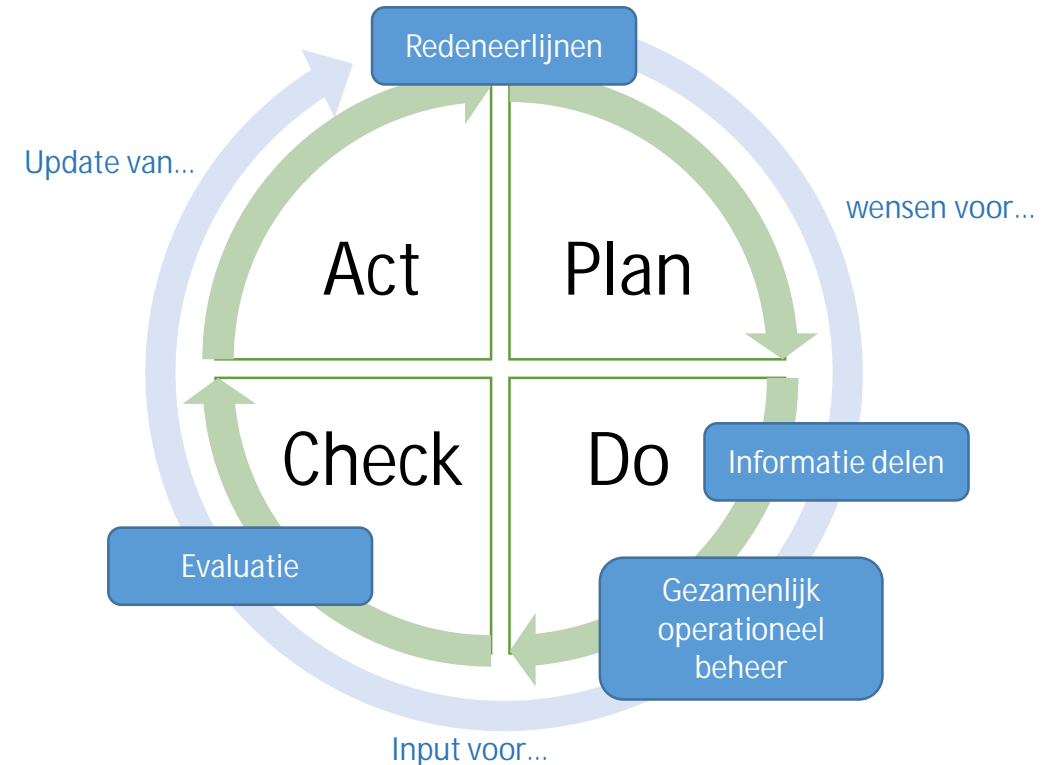 Redeneerlijnen
Update van...
wensen voor...
Act
Plan
Check
Do
Informatie delen
Evaluatie
Gezamenlijk
operationeel
beheer
Input voor...